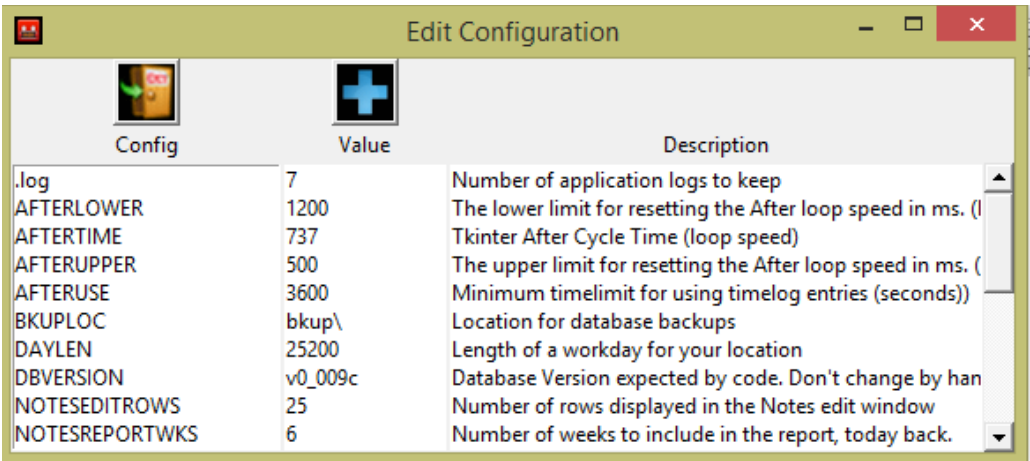 Edit Configuration
Config Value Description
.log 7 Number of application logs to keep
AFTERLOWER 1200 The lower limit for resetting the After loop speed in ms. (
AFTERTIME 737 Tkinter After Cycle Time (loop speed)
AFTERUPPER 500 The upper limit for resetting the After loop speed in ms. (
AFTERUSE 3600 Minimum timelimit for using timelog entries (seconds))
BKUPLOC bkup\ Location for database backups
DAYLEN 25200 Length of a workday for your location
DBVERSION v0_009c Database Version expected by code. Don't change by han
NOTESEDITROWS 25 Number of rows displayed in the Notes edit window
NOTESREPORTWKS 6 Number of weeks to include in the report, today back.